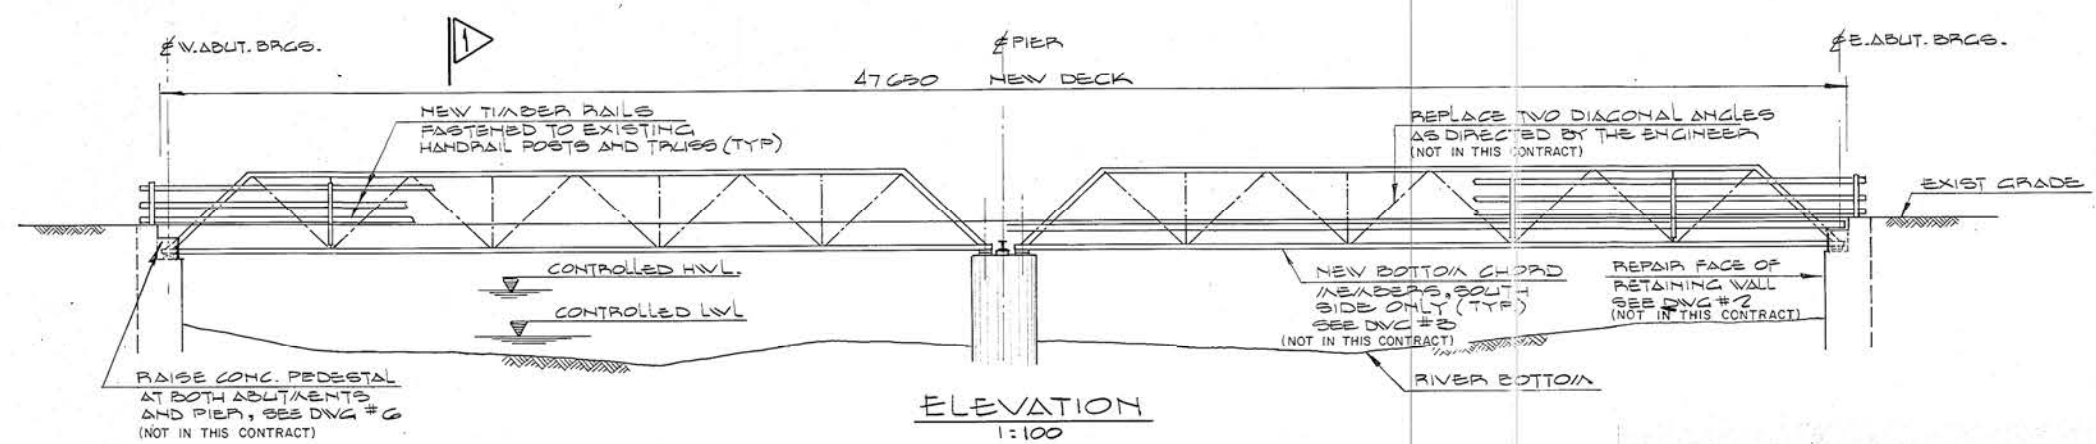 ℄ W. ABUT. BRGS.
1
℄ PIER
℄ E. ABUT. BRGS.
47650 NEW DECK
NEW TIMBER RAILS
FASTENED TO EXISTING
HANDRAIL POSTS AND TRUSS (TYP)
REPLACE TWO DIAGONAL ANGLES
AS DIRECTED BY THE ENGINEER
(NOT IN THIS CONTRACT)
EXIST GRADE
CONTROLLED HWL.
CONTROLLED LWL
NEW BOTTOM CHORD
MEMBERS, SOUTH
SIDE ONLY (TYP.)
SEE DWG #3
(NOT IN THIS CONTRACT)
REPAIR FACE OF
RETAINING WALL
SEE DWG #2
(NOT IN THIS CONTRACT)
RAISE CONC. PEDESTAL
AT BOTH ABUTMENTS
AND PIER, SEE DWG #6
(NOT IN THIS CONTRACT)
RIVER BOTTOM
ELEVATION
1:100